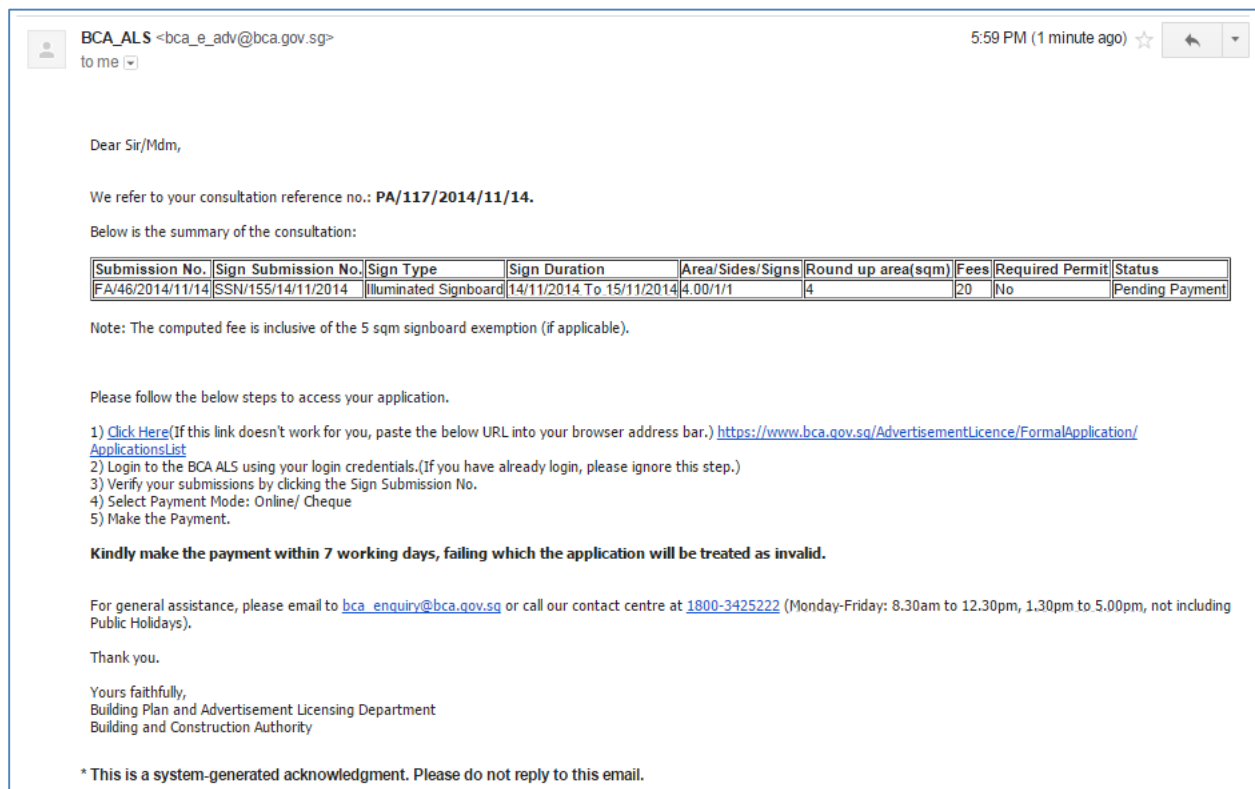 BCA_ALS <bca_e_adv@bca.gov.sg>
5:59 PM (1 minute ago)
to me
Dear Sir/Mdm,
We refer to your consultation reference no.: PA/117/2014/11/14.
Below is the summary of the consultation:
Submission No. Sign Submission No. Sign Type Sign Duration Area/Sides/Signs Round up area(sqm) Fees Required Permit Status
FA/46/2014/11/14 SSN/155/14/11/2014 Illuminated Signboard 14/11/2014 To 15/11/2014 4.00/1/1 4 20 No Pending Payment
Note: The computed fee is inclusive of the 5 sqm signboard exemption (if applicable).
Please follow the below steps to access your application.
1) Click Here(If this link doesn't work for you, paste the below URL into your browser address bar.) https://www.bca.gov.sg/AdvertisementLicence/FormalApplication/
ApplicationsList
2) Login to the BCA ALS using your login credentials.(If you have already login, please ignore this step.)
3) Verify your submissions by clicking the Sign Submission No.
4) Select Payment Mode: Online/ Cheque
5) Make the Payment.
Kindly make the payment within 7 working days, failing which the application will be treated as invalid.
For general assistance, please email to bca_enquiry@bca.gov.sg or call our contact centre at 1800-3425222 (Monday-Friday: 8.30am to 12.30pm, 1.30pm to 5.00pm, not including
Public Holidays).
Thank you.
Yours faithfully,
Building Plan and Advertisement Licensing Department
Building and Construction Authority
* This is a system-generated acknowledgment. Please do not reply to this email.